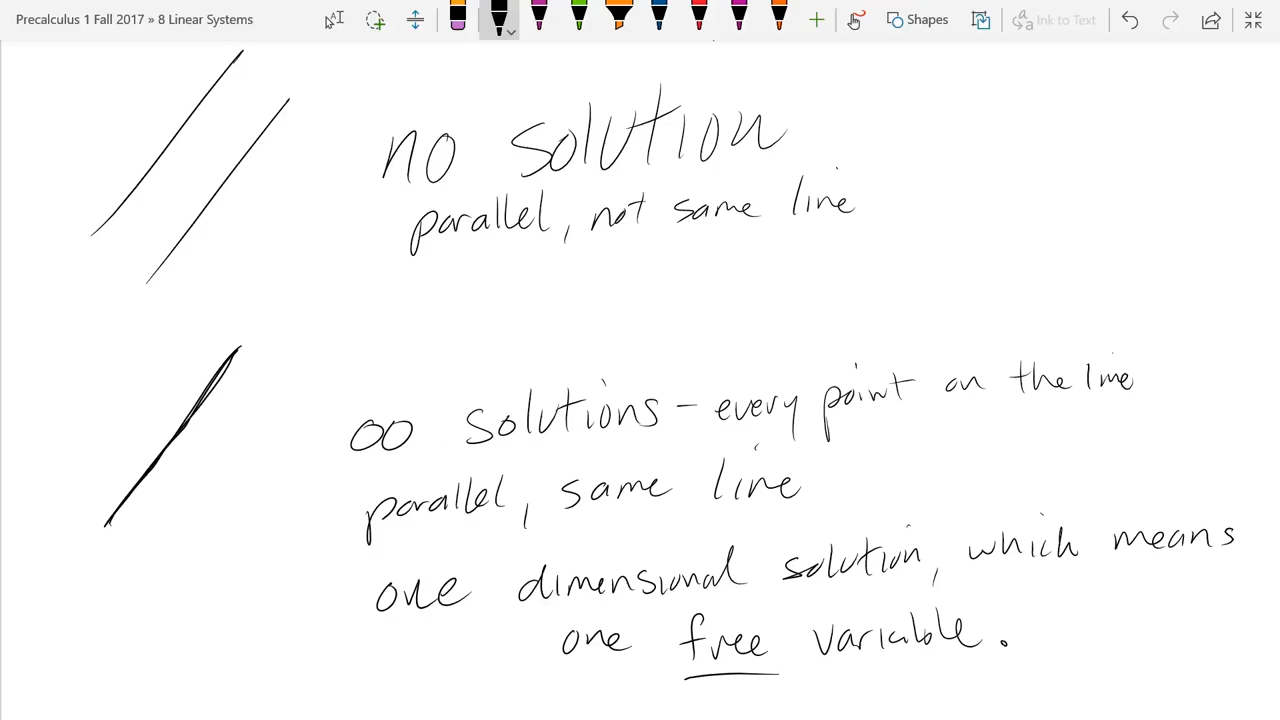 Precalculus 1 Fall 2017 » 8 Linear Systems
Shapes
Ink to Text
no solution
parallel, not same line
∞ solutions - every point on the line
parallel, same line
one dimensional solution, which means
one free variable.